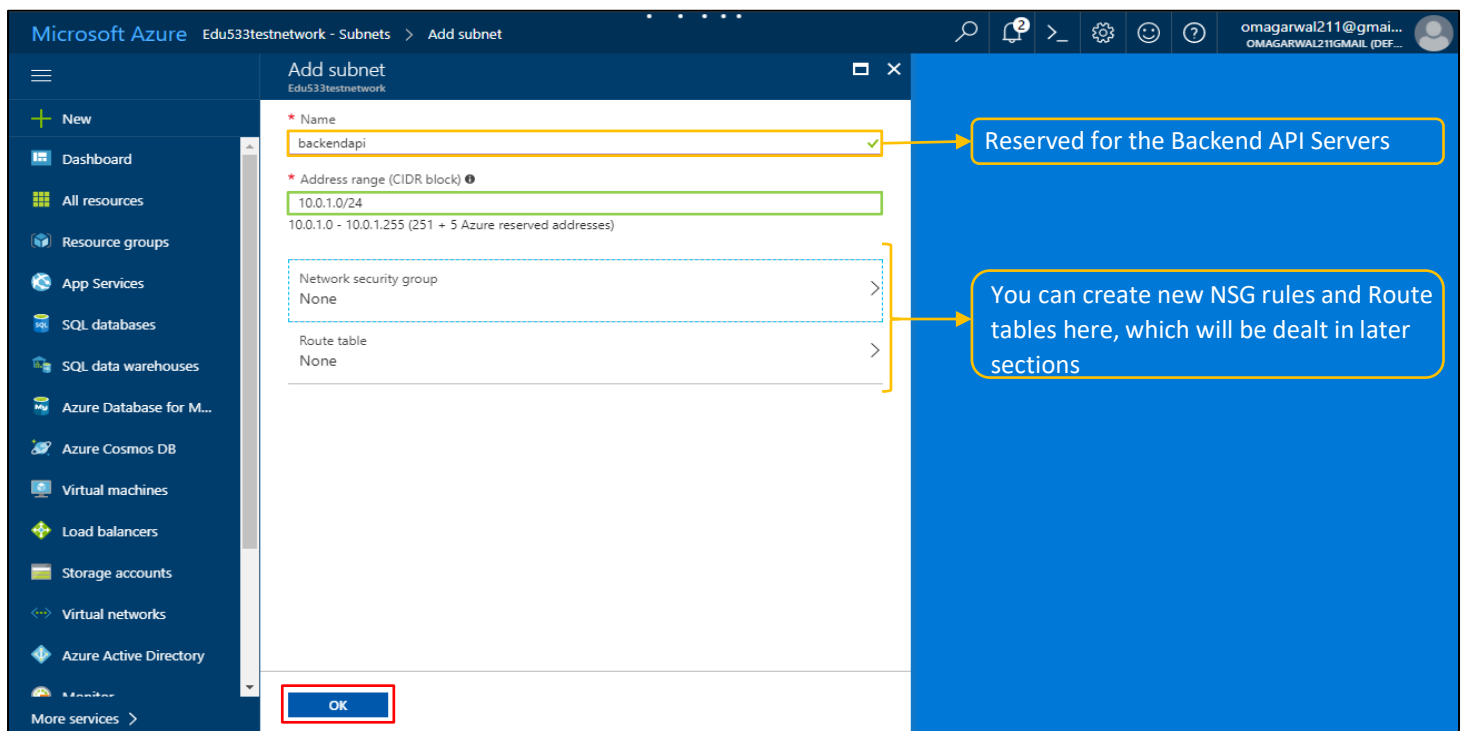 Microsoft Azure Edu533testnetwork - Subnets > Add subnet
omagarwal211@gmai...
OMAGARWAL211GMAIL (DEF...
2
Add subnet
Edu533testnetwork
New
Dashboard
All resources
Resource groups
App Services
SQL databases
SQL data warehouses
Azure Database for M...
Azure Cosmos DB
Virtual machines
Load balancers
Storage accounts
Virtual networks
Azure Active Directory
Monitor
More services >
* Name
backendapi
* Address range (CIDR block)
10.0.1.0/24
10.0.1.0 - 10.0.1.255 (251 + 5 Azure reserved addresses)
Network security group
None
Route table
None
OK
Reserved for the Backend API Servers
You can create new NSG rules and Route
tables here, which will be dealt in later
sections